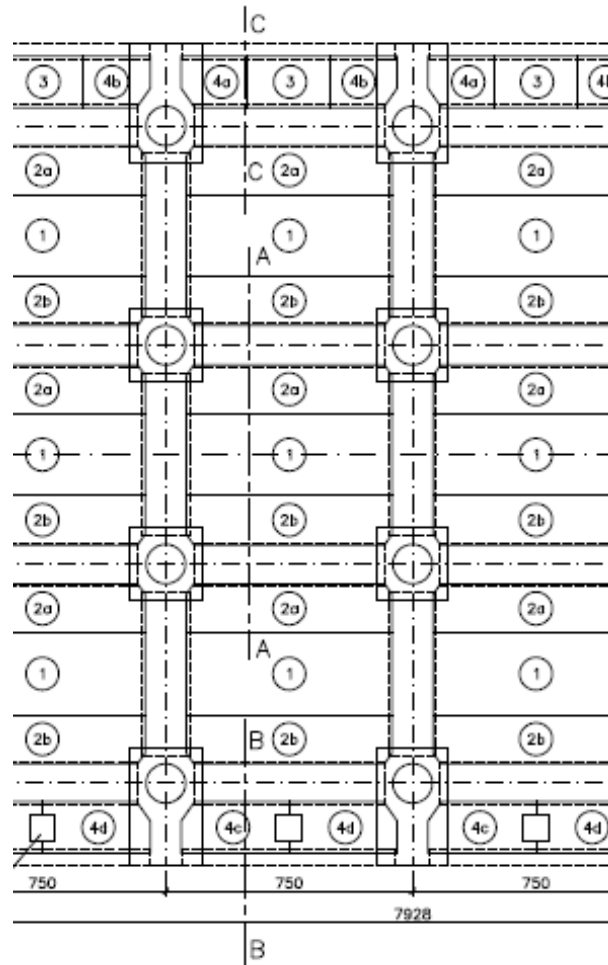 C
3 4b 4a 3 4b 4a 3 4b
2a C 2a 2a
1 1 1
A
2b 2b 2b
2a 2a 2a
1 1 1
2b 2b 2b
2a 2a 2a
A
1 1 1
2b B 2b 2b
4d 4c 4d 4c 4d
750 750 750
7928
B